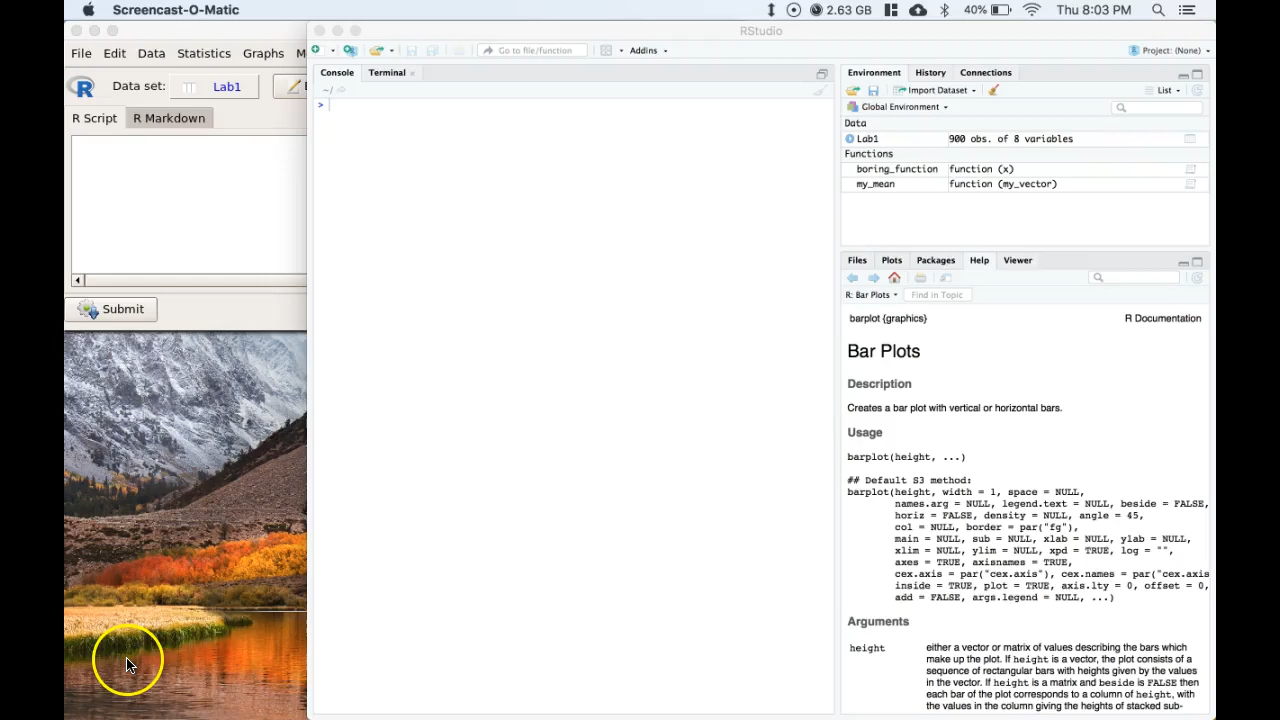 Screencast-O-Matic
2.63 GB
40%
Thu 8:03 PM
File Edit Data Statistics Graphs M
Data set: Lab1
R Script
R Markdown
Submit
RStudio
Go to file/function
Addins
Project: (None)
Console Terminal
~/
>
Environment History Connections
Import Dataset
List
Global Environment
Data
Lab1 900 obs. of 8 variables
Functions
boring_function function (x)
my_mean function (my_vector)
Files Plots Packages Help Viewer
R: Bar Plots Find in Topic
barplot {graphics} R Documentation
Bar Plots
Description
Creates a bar plot with vertical or horizontal bars.
Usage
barplot(height, ...)
## Default S3 method:
barplot(height, width = 1, space = NULL,
names.arg = NULL, legend.text = NULL, beside = FALSE,
horiz = FALSE, density = NULL, angle = 45,
col = NULL, border = par("fg"),
main = NULL, sub = NULL, xlab = NULL, ylab = NULL,
xlim = NULL, ylim = NULL, xpd = TRUE, log = "",
axes = TRUE, axisnames = TRUE,
cex.axis = par("cex.axis"), cex.names = par("cex.axis
inside = TRUE, plot = TRUE, axis.lty = 0, offset = 0,
add = FALSE, args.legend = NULL, ...)
Arguments
height either a vector or matrix of values describing the bars which
make up the plot. If height is a vector, the plot consists of a
sequence of rectangular bars with heights given by the values
in the vector. If height is a matrix and beside is FALSE then
each bar of the plot corresponds to a column of height, with
the values in the column giving the heights of stacked sub-